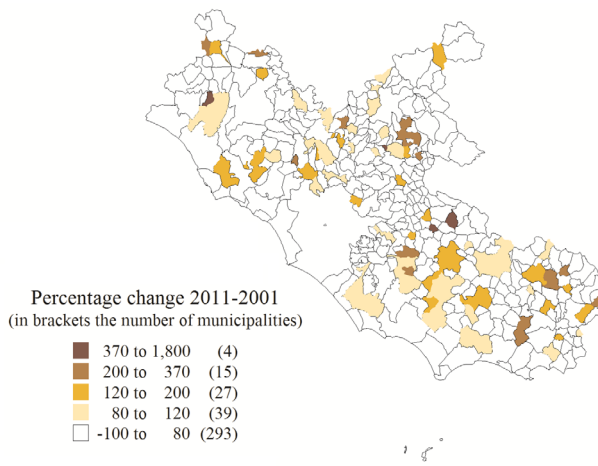 Percentage change 2011-2001
(in brackets the number of municipalities)
370 to 1,800 (4)
200 to 370 (15)
120 to 200 (27)
80 to 120 (39)
-100 to 80 (293)